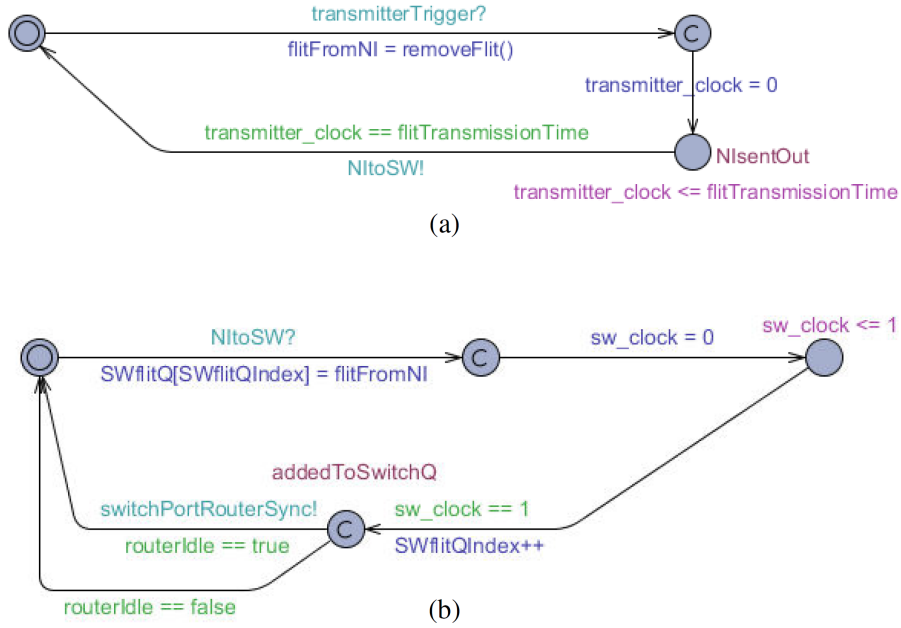 transmitterTrigger?
C
flitFromNI = removeFlit()
transmitter_clock = 0
transmitter_clock == flitTransmissionTime
NIsentOut
NItoSW!
transmitter_clock <= flitTransmissionTime
(a)
sw_clock <= 1
NItoSW?
sw_clock = 0
C
SWflitQ[SWflitQIndex] = flitFromNI
addedToSwitchQ
switchPortRouterSync!
sw_clock == 1
C
routerIdle == true
SWflitQIndex++
routerIdle == false
(b)